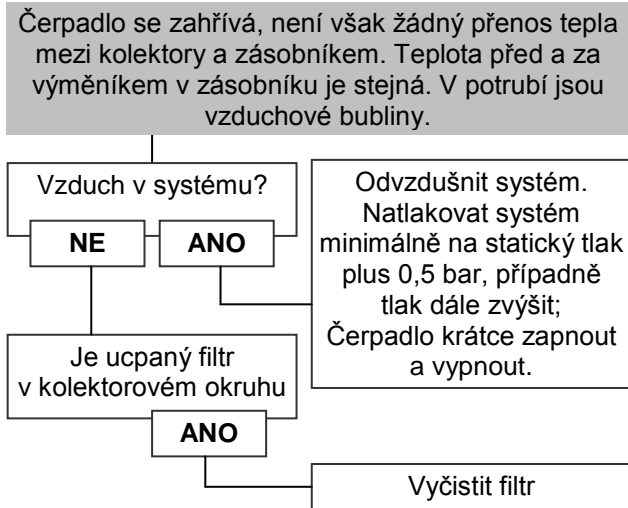 Čerpadlo se zahřívá, není však žádný přenos tepla
mezi kolektory a zásobníkem. Teplota před a za
výměníkem v zásobníku je stejná. V potrubí jsou
vzduchové bubliny.
Vzduch v systému?
NE
ANO
Odvzdušnit systém.
Natlakovat systém
minimálně na statický tlak
plus 0,5 bar, případně
tlak dále zvýšit;
Čerpadlo krátce zapnout
a vypnout.
Je ucpaný filtr
v kolektorovém okruhu
ANO
Vyčistit filtr